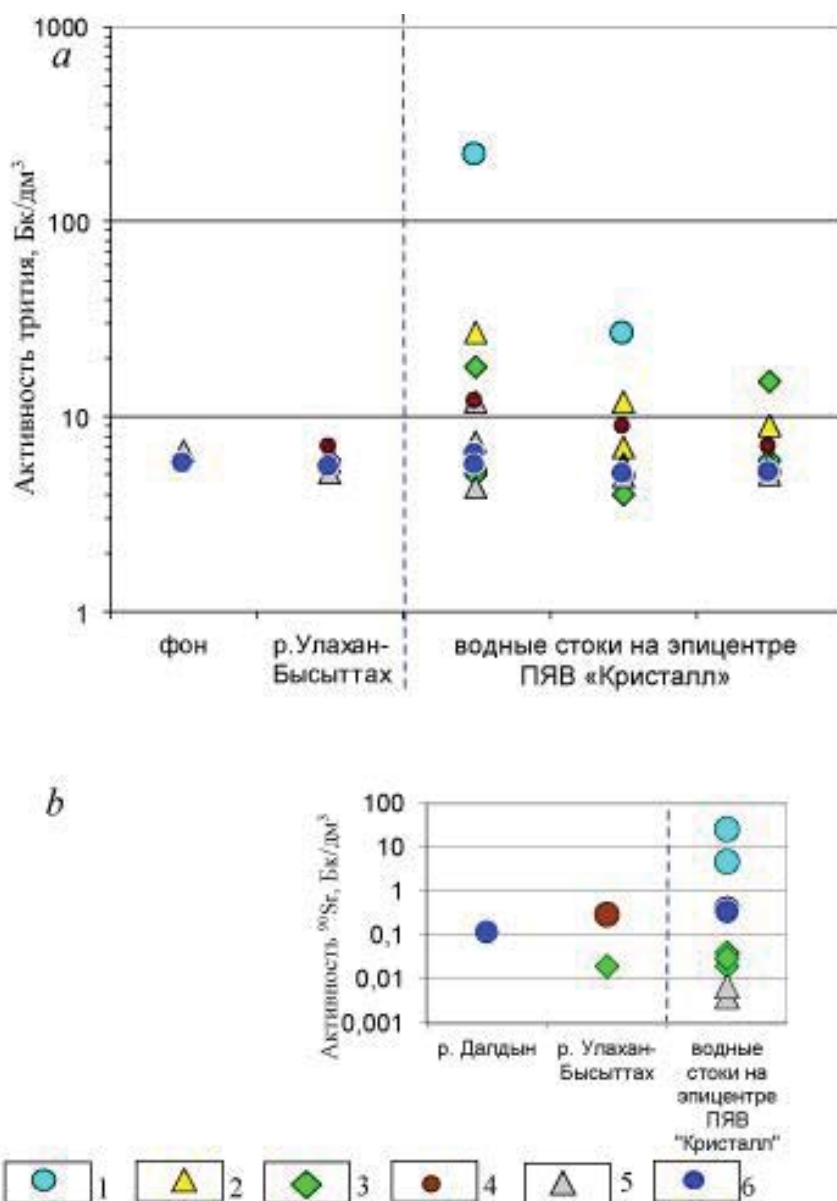 a
Активность трития, Бк/дм³
1000
100
10
1
фон
р.Улахан-
Бысыттах
водные стоки на эпицентре
ПЯВ «Кристалл»
b
Активность ⁹⁰Sr, Бк/дм³
100
10
1
0,1
0,01
0,001
р. Далдын
р. Улахан-
Бысыттах
водные
стоки на
эпицентре
ПЯВ
"Кристалл"
1 2 3 4 5 6